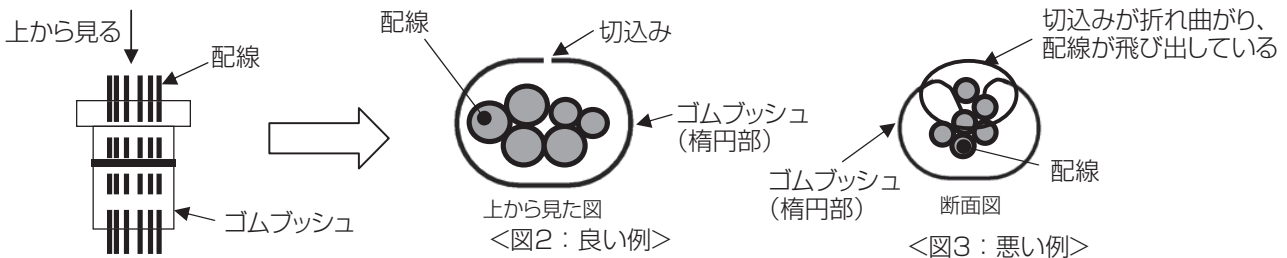 上から見る
配線
ゴムブッシュ
配線
切込み
ゴムブッシュ
(楕円部)
上から見た図
<図2：良い例>
切込みが折れ曲がり、
配線が飛び出している
ゴムブッシュ
(楕円部)
配線
断面図
<図3：悪い例>